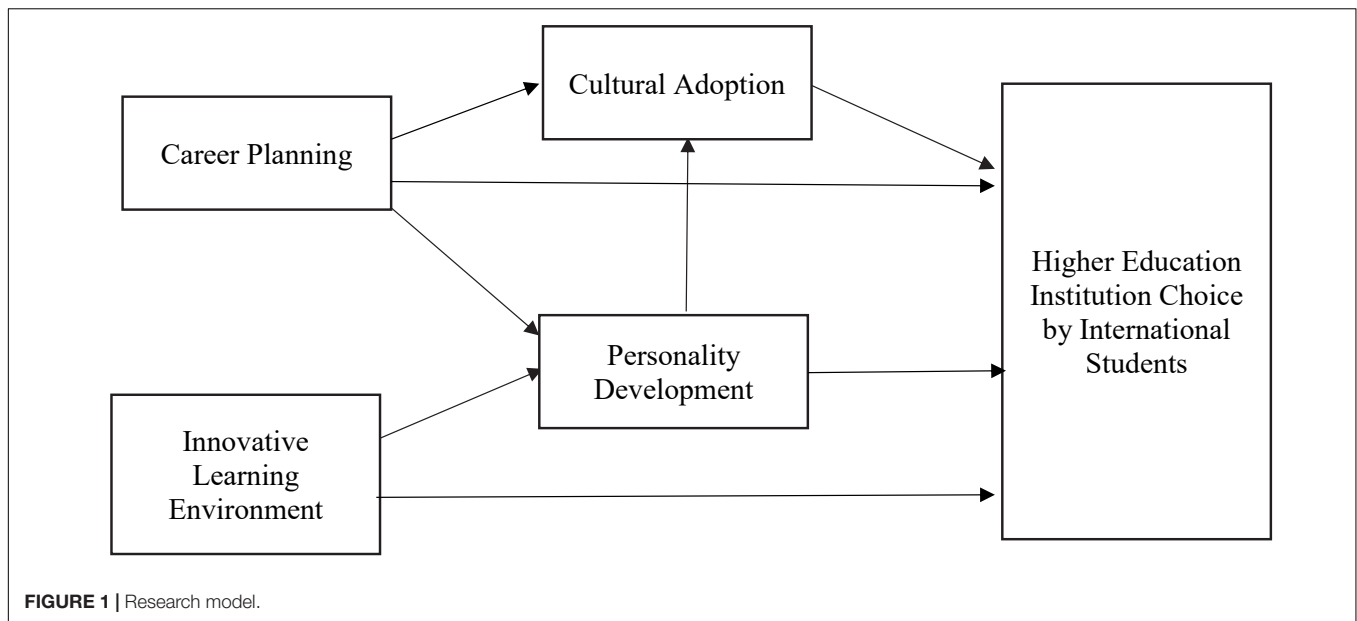 Cultural Adoption
Career Planning
Higher Education
Institution Choice
by International
Students
Personality
Development
Innovative
Learning
Environment
FIGURE 1 | Research model.